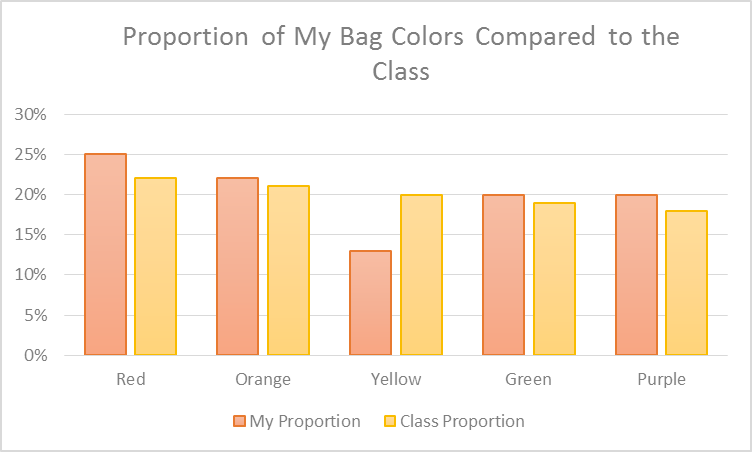 Proportion of My Bag Colors Compared to the
Class
30%
25%
20%
15%
10%
5%
0%
Red Orange Yellow Green Purple
My Proportion Class Proportion